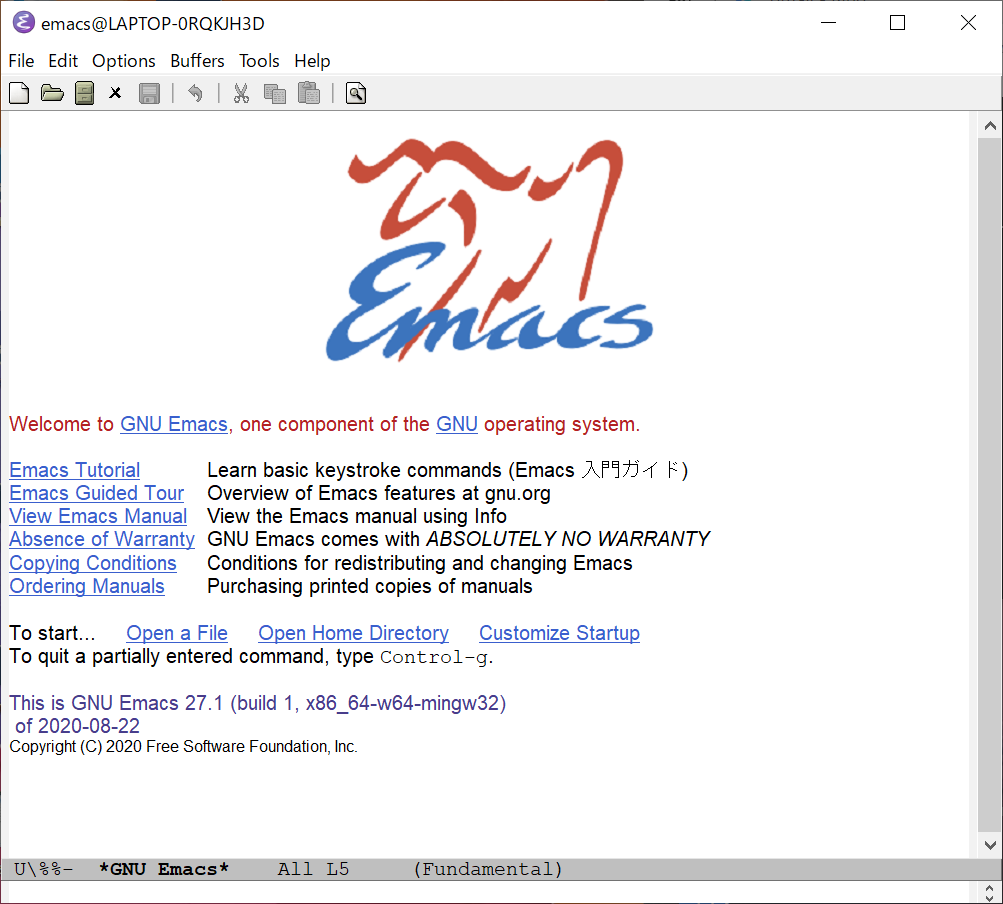 emacs@LAPTOP-0RQKJH3D
File Edit Options Buffers Tools Help
Emacs
Welcome to GNU Emacs, one component of the GNU operating system.
Emacs Tutorial Learn basic keystroke commands (Emacs 入門ガイド)
Emacs Guided Tour Overview of Emacs features at gnu.org
View Emacs Manual View the Emacs manual using Info
Absence of Warranty GNU Emacs comes with ABSOLUTELY NO WARRANTY
Copying Conditions Conditions for redistributing and changing Emacs
Ordering Manuals Purchasing printed copies of manuals
To start... Open a File Open Home Directory Customize Startup
To quit a partially entered command, type Control-g.
This is GNU Emacs 27.1 (build 1, x86_64-w64-mingw32)
of 2020-08-22
Copyright (C) 2020 Free Software Foundation, Inc.
U\%%- *GNU Emacs* All L5 (Fundamental)